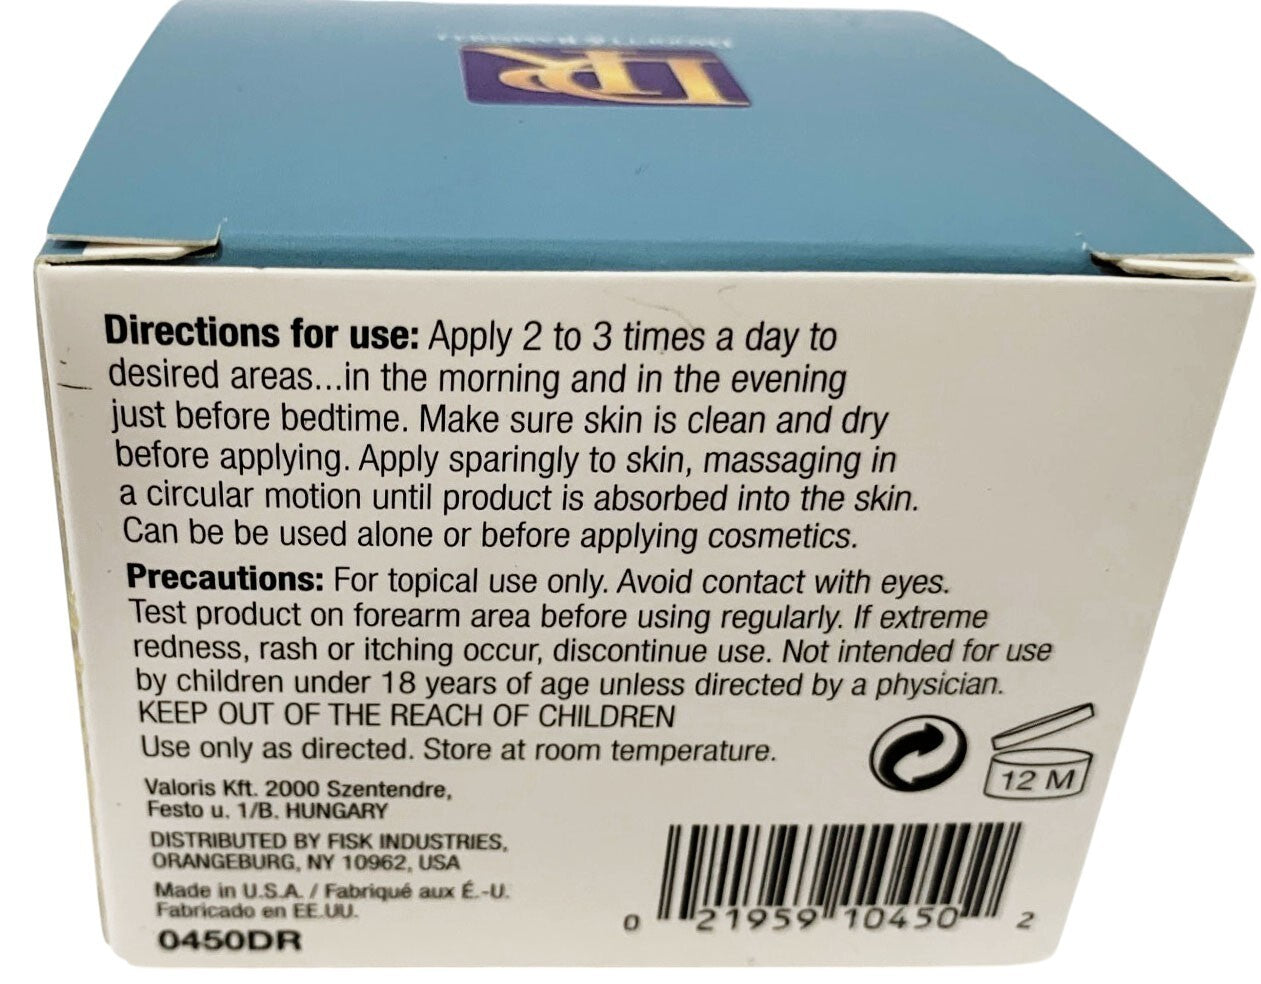 DR
Directions for use: Apply 2 to 3 times a day to
desired areas...in the morning and in the evening
just before bedtime. Make sure skin is clean and dry
before applying. Apply sparingly to skin, massaging in
a circular motion until product is absorbed into the skin.
Can be be used alone or before applying cosmetics.
Precautions: For topical use only. Avoid contact with eyes.
Test product on forearm area before using regularly. If extreme
redness, rash or itching occur, discontinue use. Not intended for use
by children under 18 years of age unless directed by a physician.
KEEP OUT OF THE REACH OF CHILDREN
Use only as directed. Store at room temperature.
12 M
Valoris Kft. 2000 Szentendre,
Festo u. 1/B. HUNGARY
DISTRIBUTED BY FISK INDUSTRIES,
ORANGEBURG, NY 10962, USA
Made in U.S.A. / Fabriqué aux É.-U.
Fabricado en EE.UU.
0450DR
0 21959 10450 2